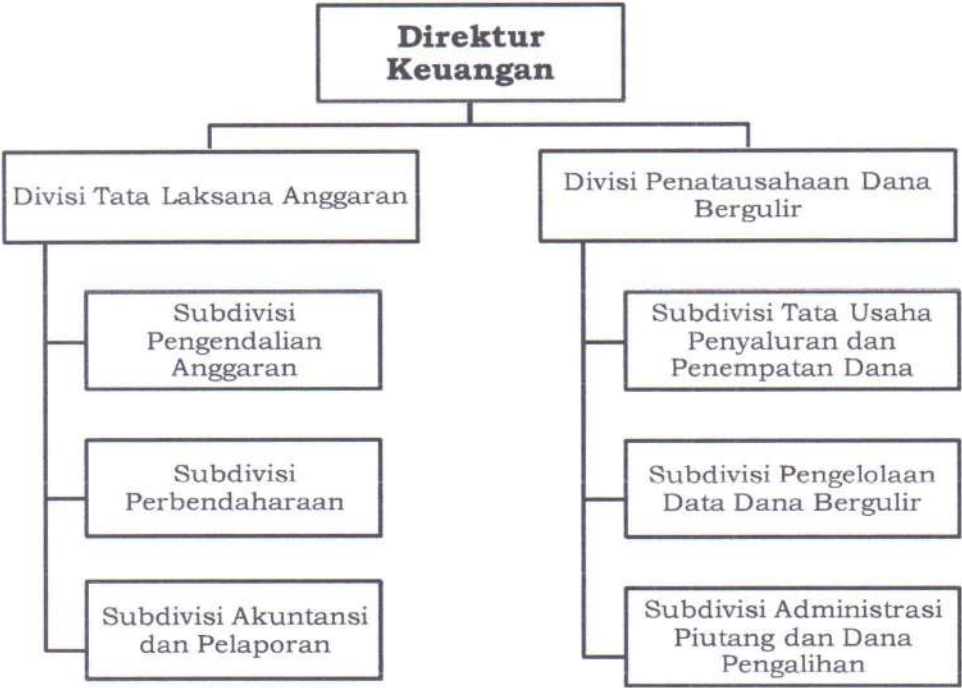 Direktur
Keuangan
Divisi Tata Laksana Anggaran
Subdivisi
Pengendalian
Anggaran
Subdivisi
Perbendaharaan
Subdivisi Akuntansi
dan Pelaporan
Divisi Penatausahaan Dana
Bergulir
Subdivisi Tata Usaha
Penyaluran dan
Penempatan Dana
Subdivisi Pengelolaan
Data Dana Bergulir
Subdivisi Administrasi
Piutang dan Dana
Pengalihan